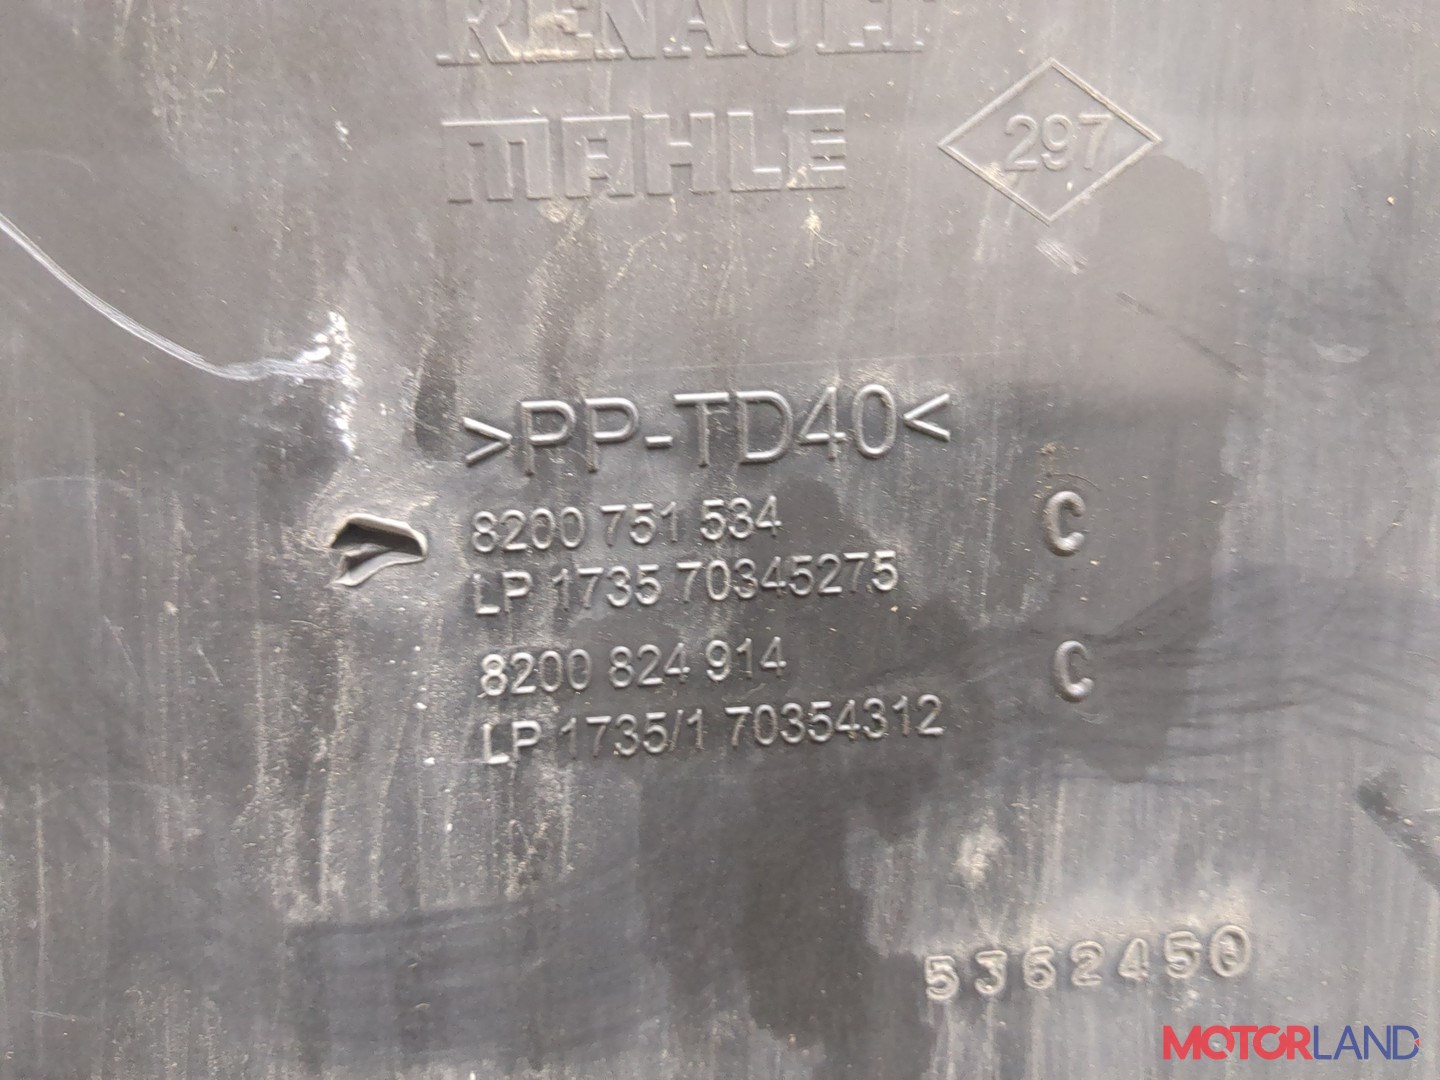 RENAULT
MAHLE
297
>PP-TD40<
8200 751 534 C
LP 1735 70345275
8200 824 914 C
LP 1735/1 70354312
5362450
MOTORLAND